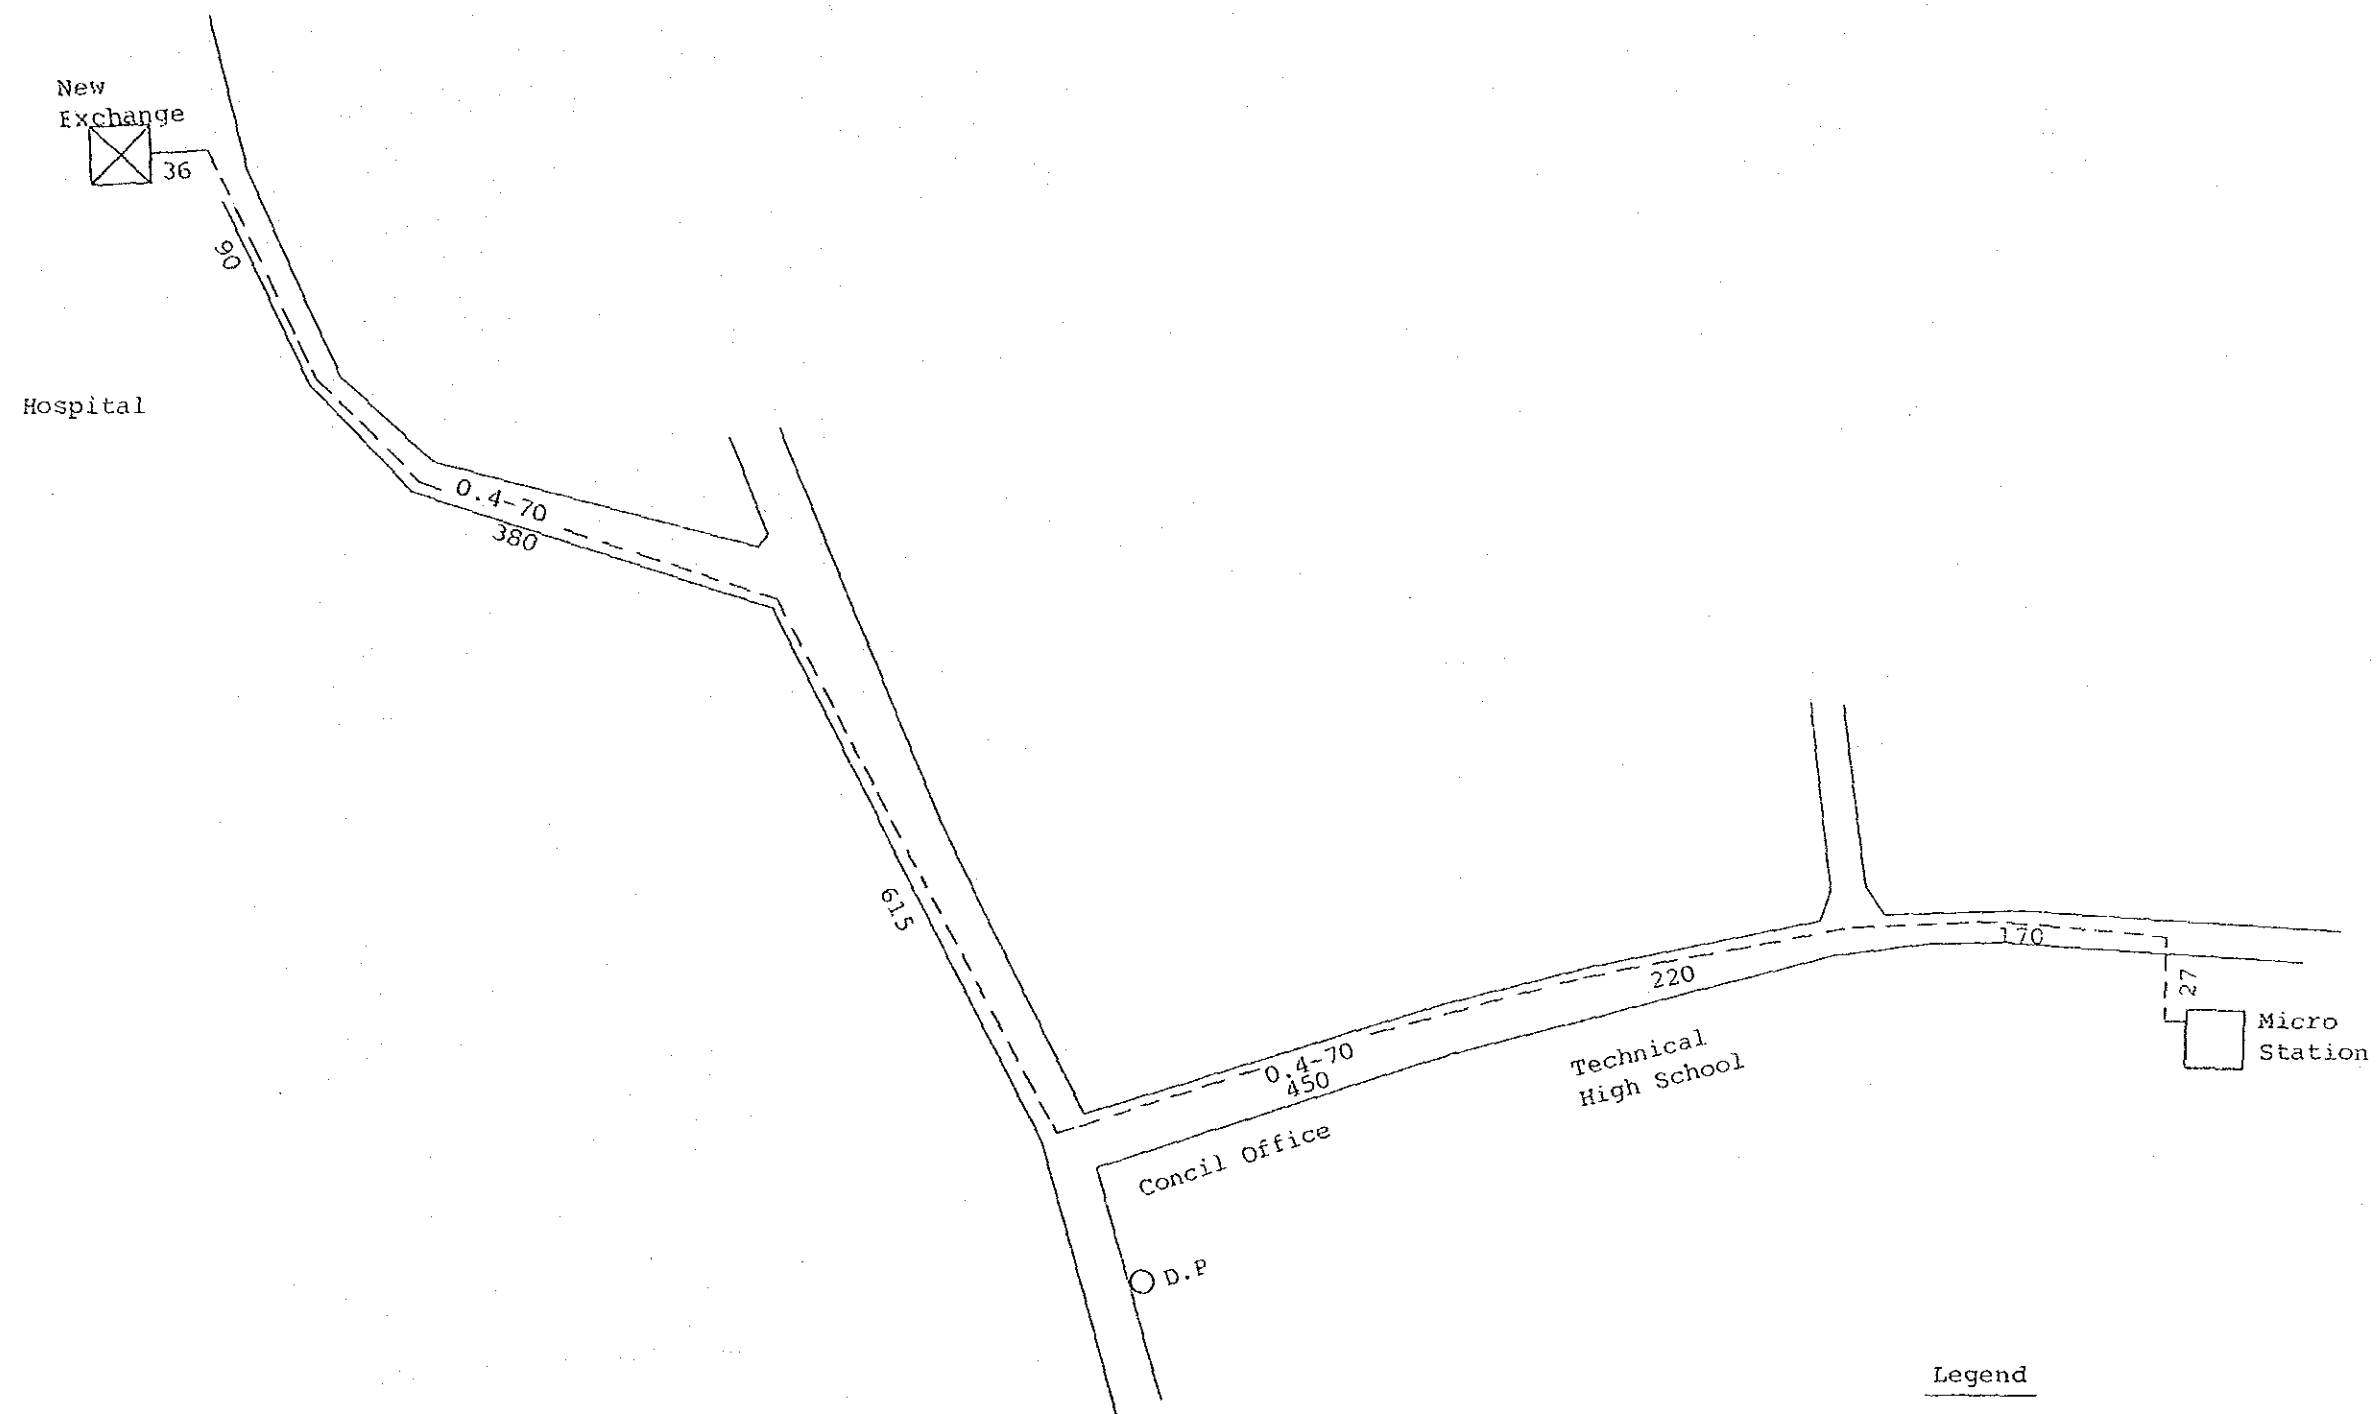 New
Exchange
36
90
Hospital
0.4-70
380
615
170
220
27
Micro
Station
0.4-70
450
Technical
High School
Concil Office
D.P
Legend